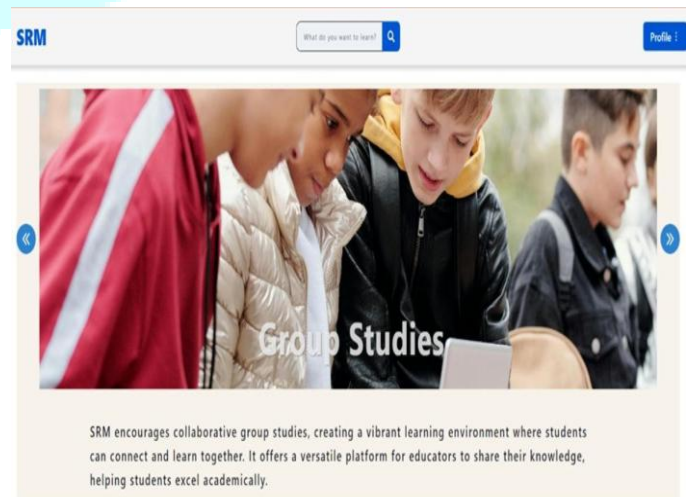 SRM
What do you want to learn?
Profile
Group Studies
SRM encourages collaborative group studies, creating a vibrant learning environment where students
can connect and learn together. It offers a versatile platform for educators to share their knowledge,
helping students excel academically.